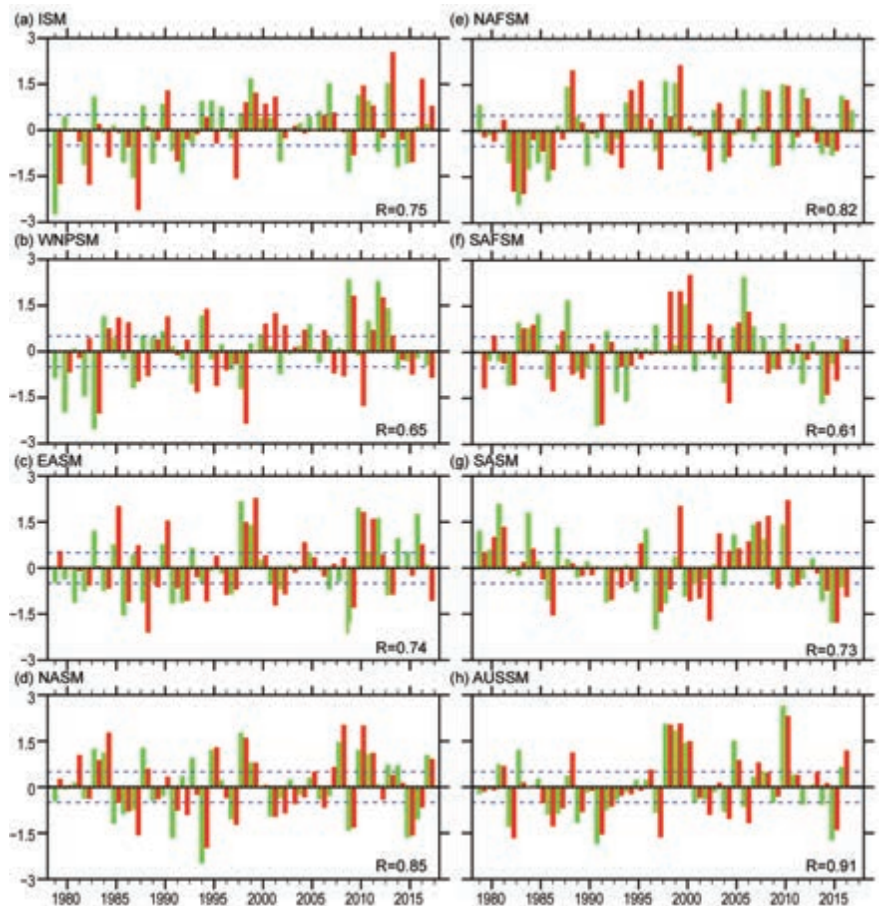 (a) ISM
3
1.5
0
−1.5
−3
R=0.75
(b) WNPSM
3
1.5
0
−1.5
−3
R=0.65
(c) EASM
3
1.5
0
−1.5
−3
R=0.74
(d) NASM
3
1.5
0
−1.5
−3
R=0.85
1980 1985 1990 1995 2000 2005 2010 2015
(e) NAFSM
R=0.82
(f) SAFSM
R=0.61
(g) SASM
R=0.73
(h) AUSSM
R=0.91
1980 1985 1990 1995 2000 2005 2010 2015